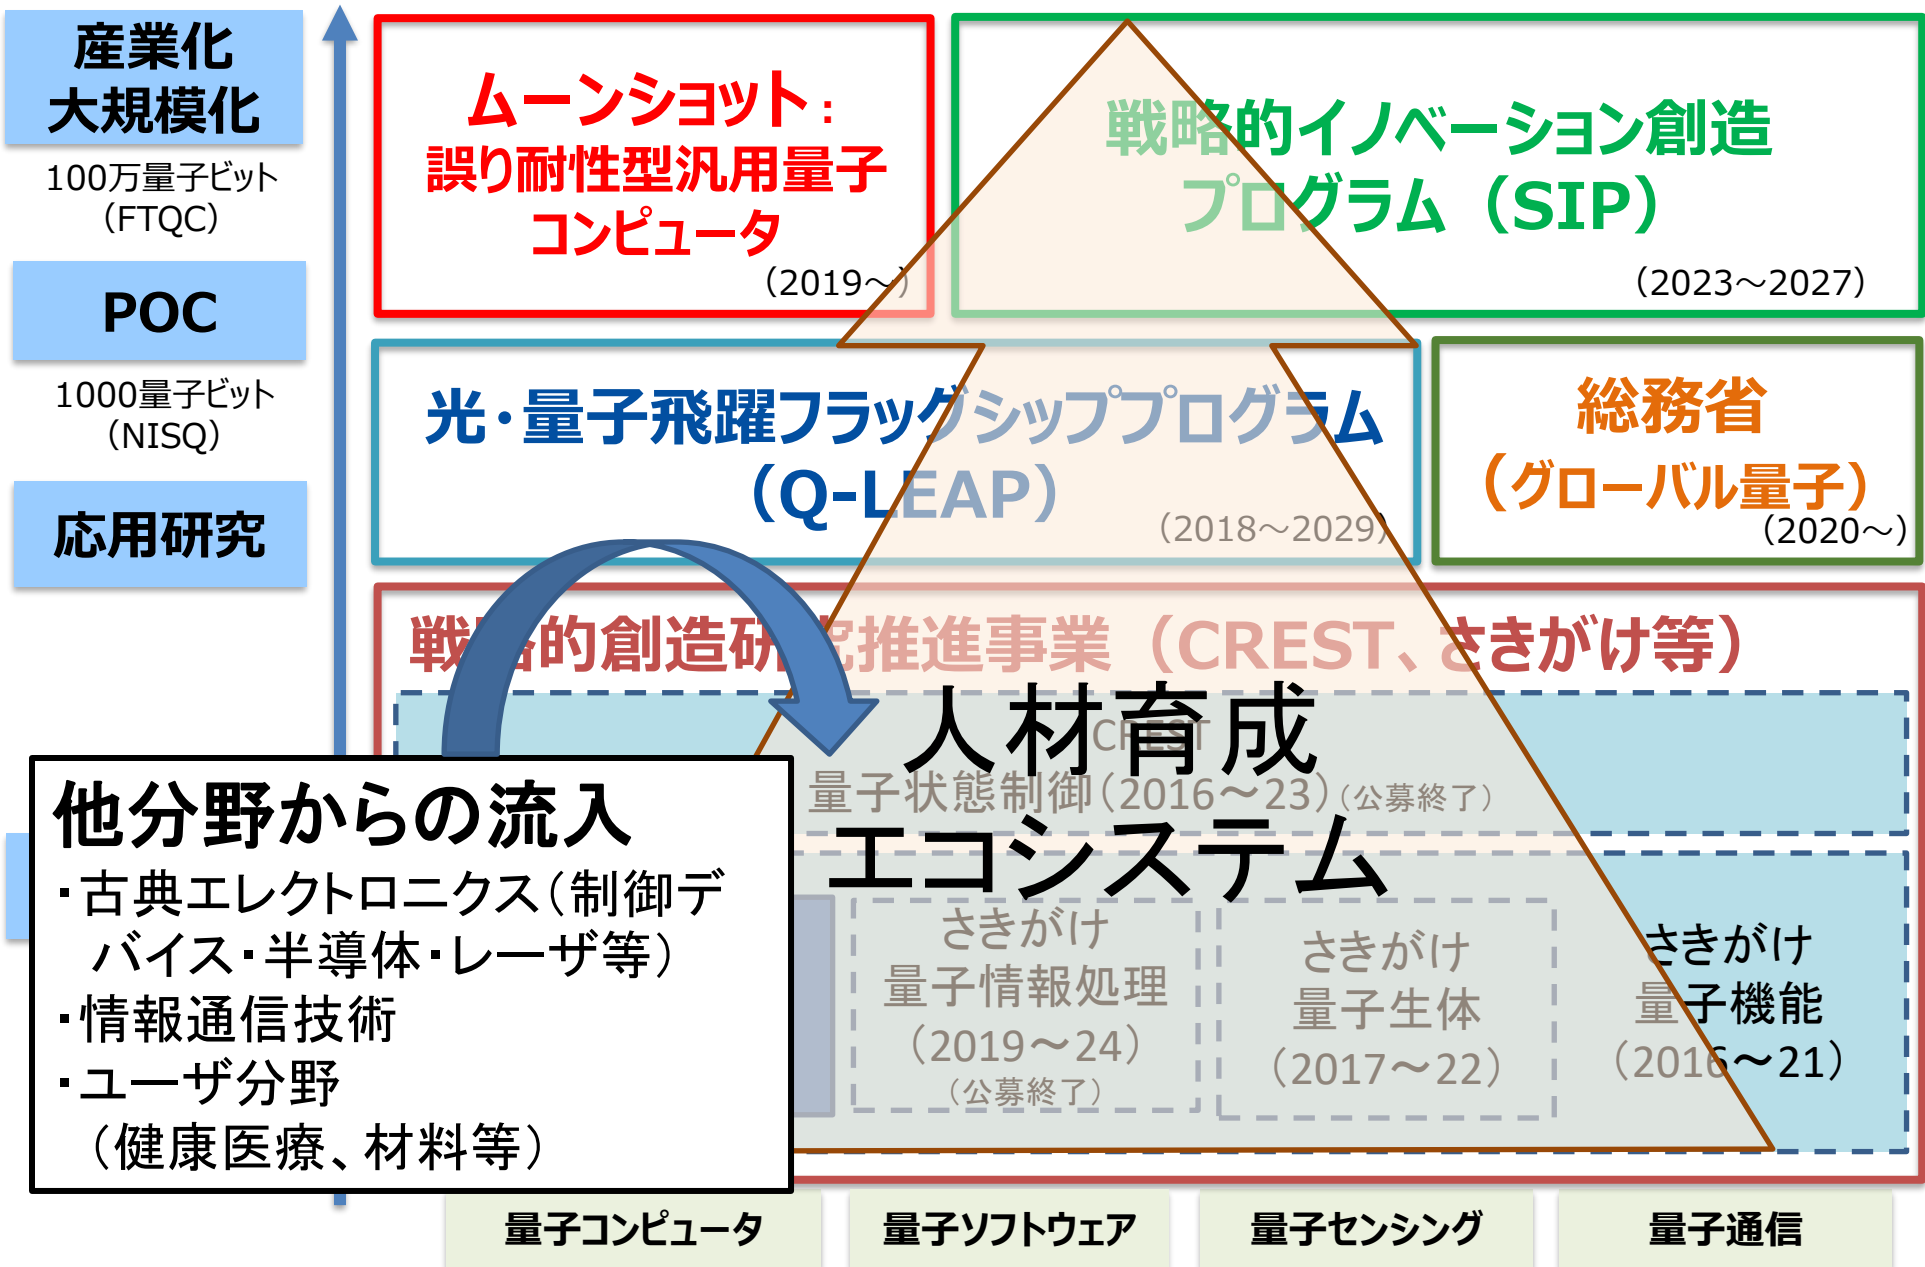 産業化
大規模化
100万量子ビット
（FTQC）
POC
1000量子ビット
（NISQ）
応用研究
ムーンショット：
誤り耐性型汎用量子
コンピュータ
（2019～）
戦略的イノベーション創造
プログラム（SIP）
（2023～2027）
光・量子飛躍フラッグシッププログラム
（Q-LEAP）
（2018～2029）
総務省
（グローバル量子）
（2020～）
戦略的創造研究推進事業（CREST、さきがけ等）
CREST
量子状態制御（2016～23）（公募終了）
人材育成
エコシステム
他分野からの流入
・古典エレクトロニクス（制御デ
バイス・半導体・レーザ等）
・情報通信技術
・ユーザ分野
（健康医療、材料等）
さきがけ
量子情報処理
（2019～24）
（公募終了）
さきがけ
量子生体
（2017～22）
さきがけ
量子機能
（2016～21）
量子コンピュータ
量子ソフトウェア
量子センシング
量子通信